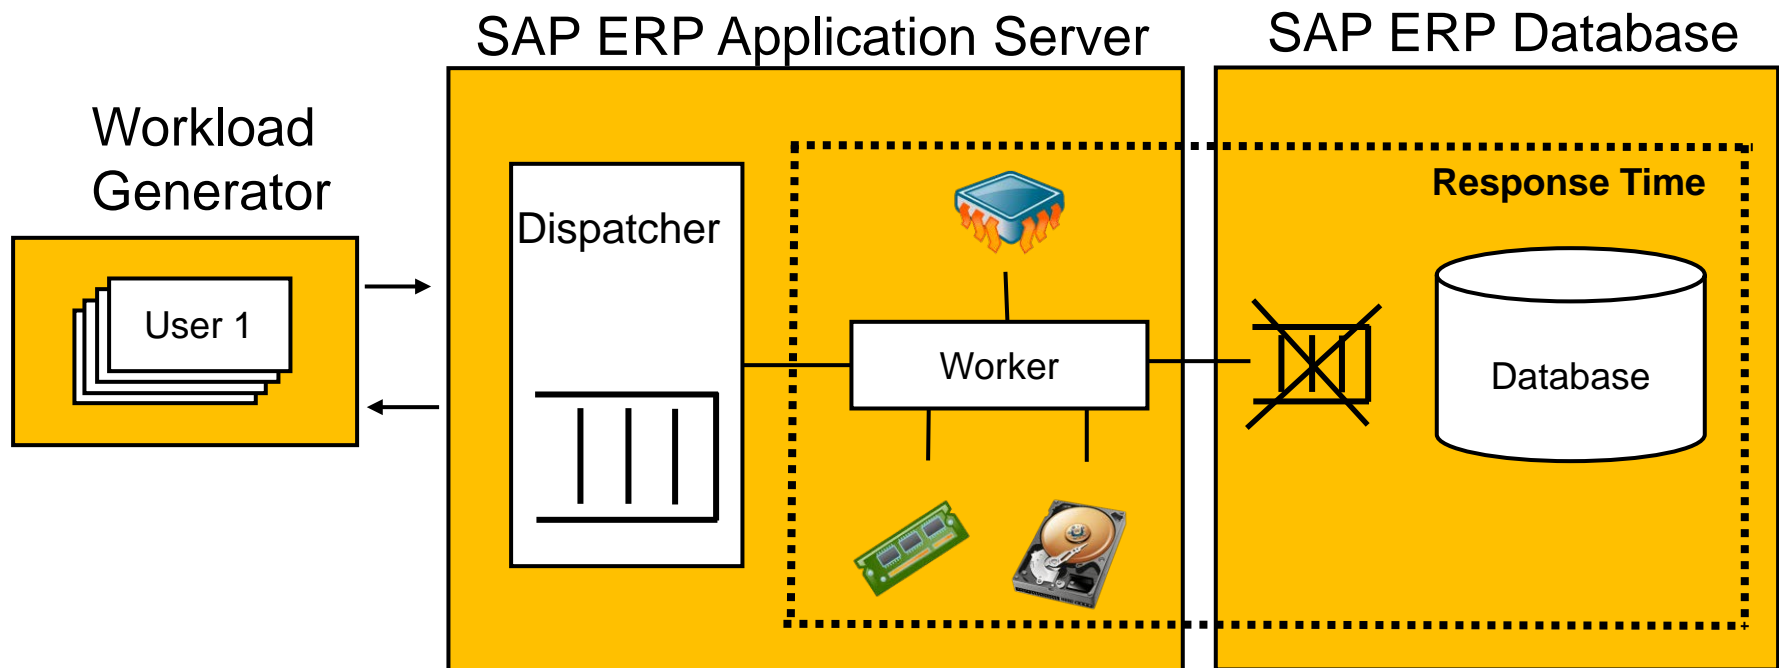 SAP ERP Application Server
SAP ERP Database
Workload
Generator
Response Time
Dispatcher
User 1
Worker
Database